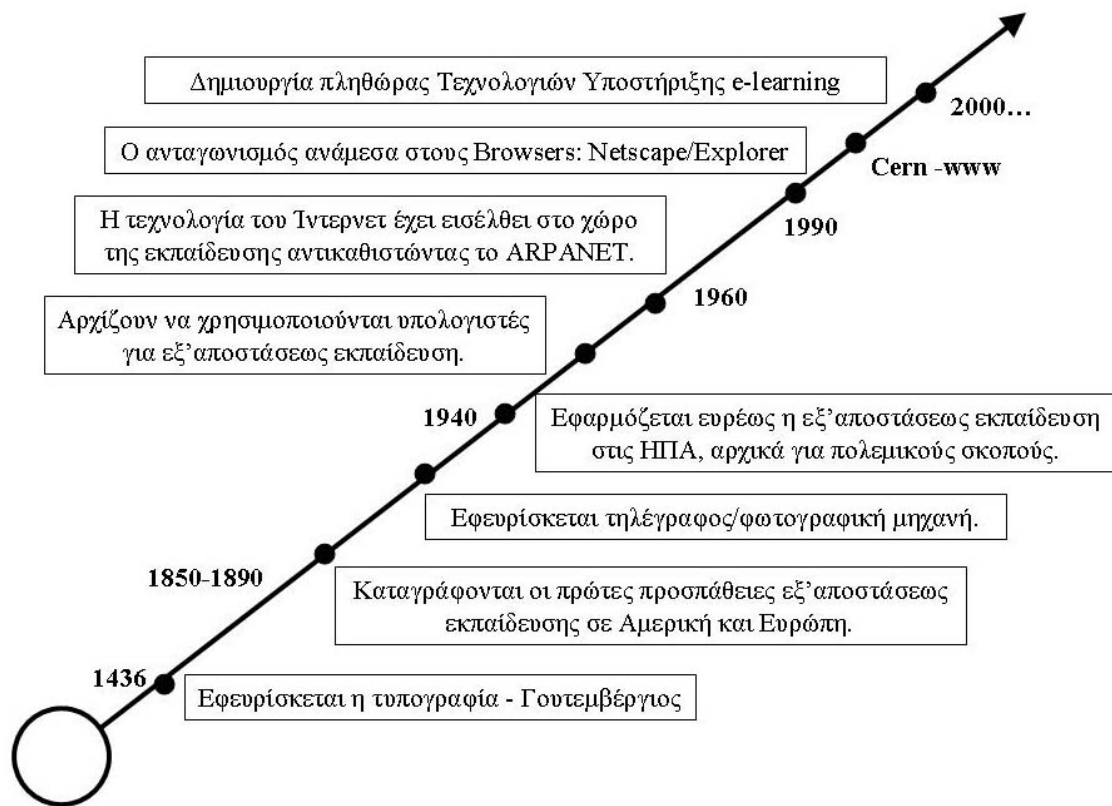 Δημιουργία πληθώρας Τεχνολογιών Υποστήριξης e-learning
2000…
Ο ανταγωνισμός ανάμεσα στους Browsers: Netscape/Explorer
Cern -www
Η τεχνολογία του Ίντερνετ έχει εισέλθει στο χώρο
της εκπαίδευσης αντικαθιστώντας το ARPANET.
1990
Αρχίζουν να χρησιμοποιούνται υπολογιστές
για εξ’αποστάσεως εκπαίδευση.
1960
1940
Εφαρμόζεται ευρέως η εξ’αποστάσεως εκπαίδευση
στις ΗΠΑ, αρχικά για πολεμικούς σκοπούς.
Εφευρίσκεται τηλέγραφος/φωτογραφική μηχανή.
1850-1890
Καταγράφονται οι πρώτες προσπάθειες εξ’αποστάσεως
εκπαίδευσης σε Αμερική και Ευρώπη.
1436
Εφευρίσκεται η τυπογραφία - Γουτεμβέργιος